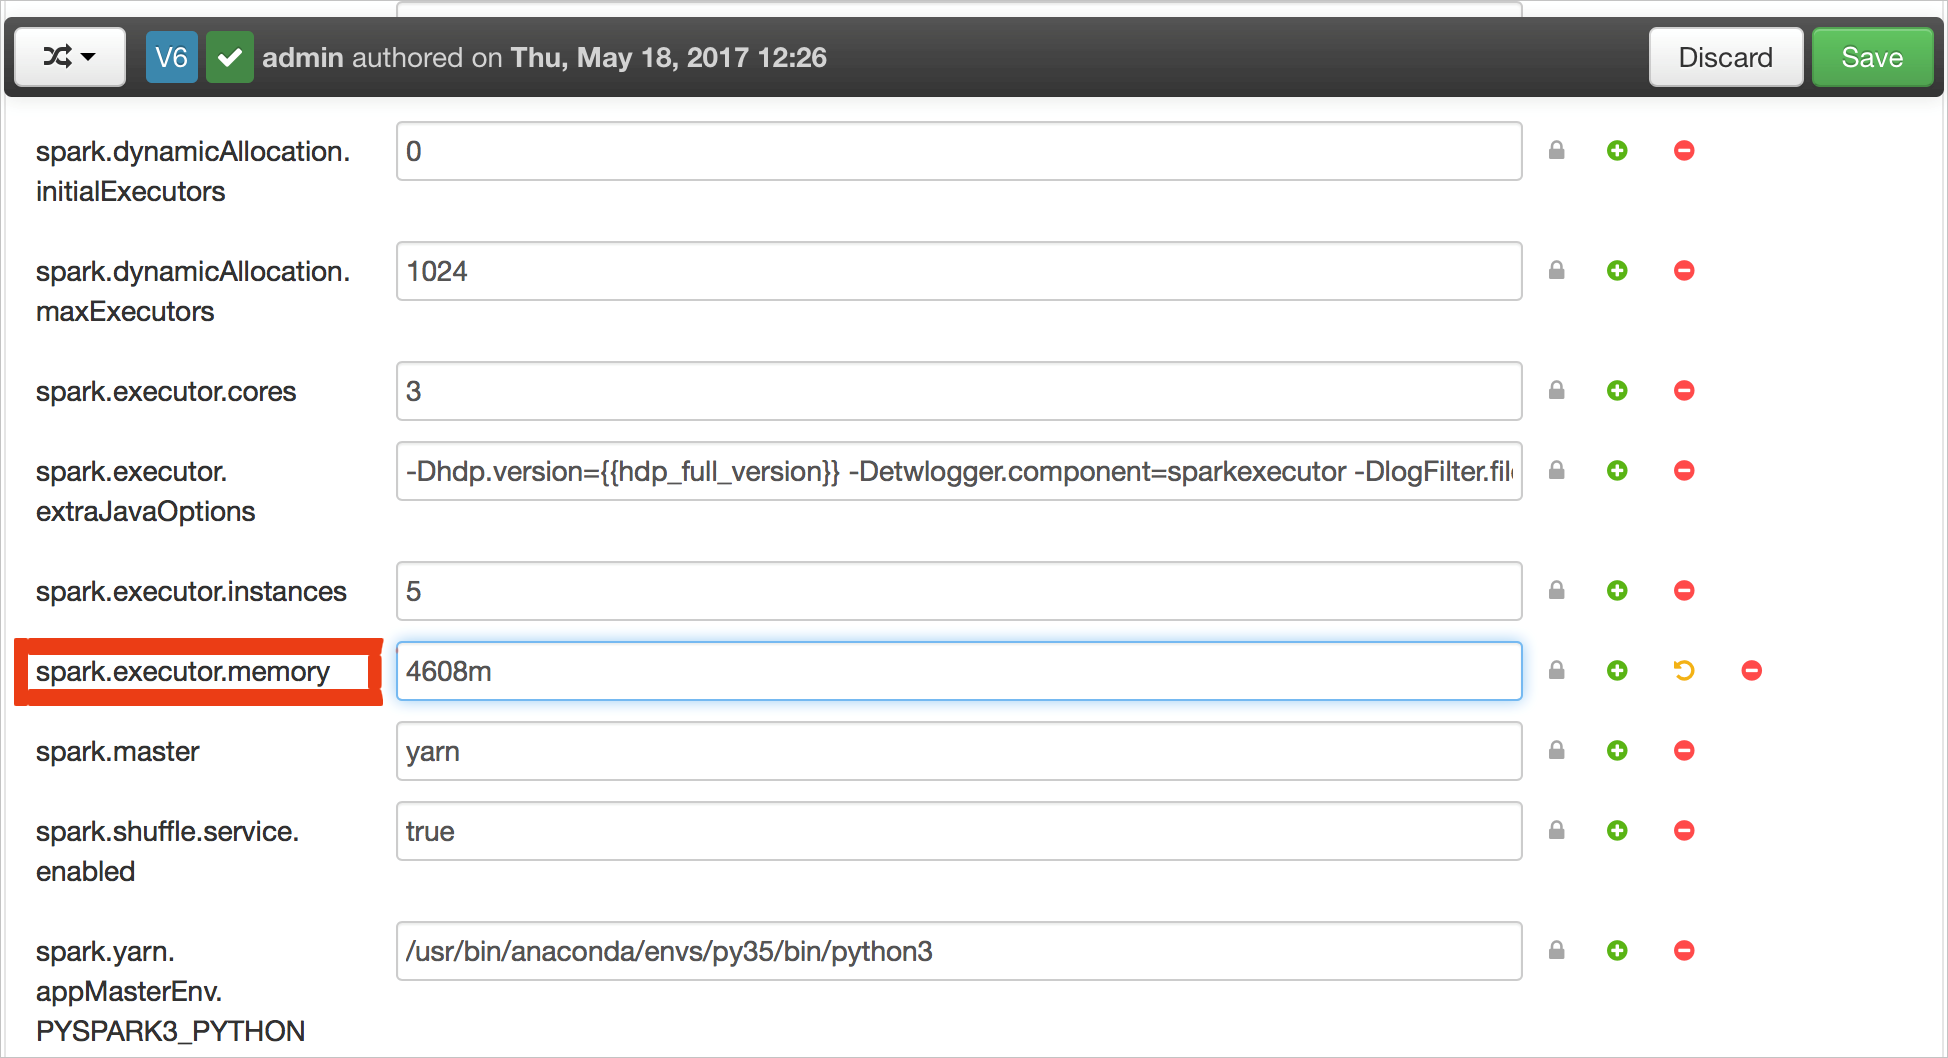 V6 admin authored on Thu, May 18, 2017 12:26 Discard Save
spark.dynamicAllocation.
initialExecutors
0
spark.dynamicAllocation.
maxExecutors
1024
spark.executor.cores
3
spark.executor.
extraJavaOptions
-Dhdp.version={{hdp_full_version}} -Detwlogger.component=sparkexecutor -DlogFilter.fil
spark.executor.instances
5
spark.executor.memory
4608m
spark.master
yarn
spark.shuffle.service.
enabled
true
spark.yarn.
appMasterEnv.
PYSPARK3_PYTHON
/usr/bin/anaconda/envs/py35/bin/python3